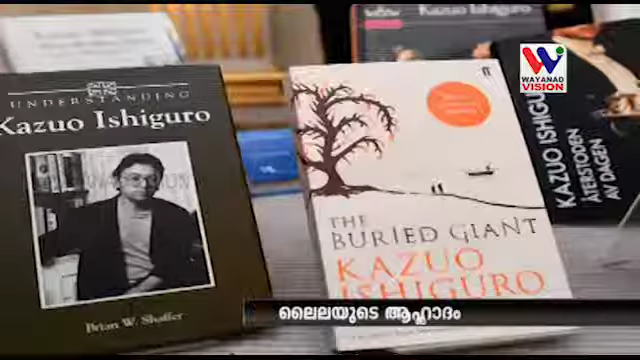 Kazuo Ishiguro
WAYANAD
VISION
UNDERSTANDING
Kazuo Ishiguro
Brian W. Shaffer
THE
BURIED GIANT
KAZUO
ISHIGURO
KAZUO ISHIGU
ÅTERSTODEN
AV DAGEN
ലൈലയുടെ ആഹ്ലാദം